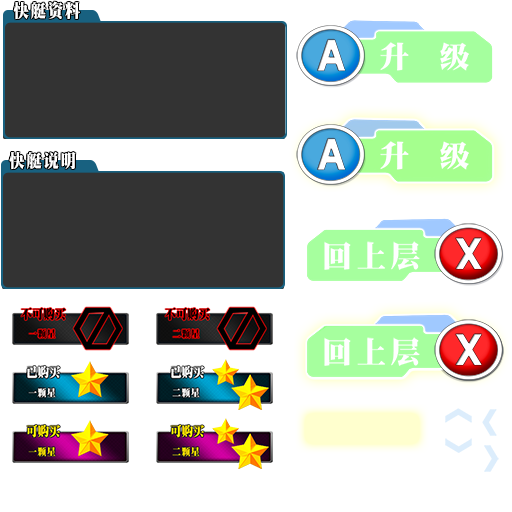 快艇资料
A 升 级
快艇说明
A 升 级
回上层 X
回上层 X
不可购买
一颗星
不可购买
二颗星
已购买
一颗星
已购买
二颗星
可购买
一颗星
可购买
二颗星